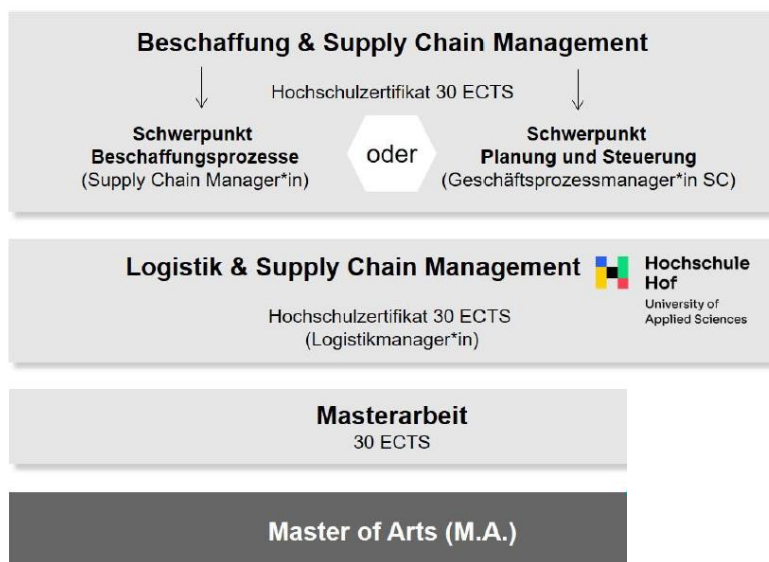 Beschaffung & Supply Chain Management
Hochschulzertifikat 30 ECTS
Schwerpunkt
Beschaffungsprozesse
(Supply Chain Manager*in)
oder
Schwerpunkt
Planung und Steuerung
(Geschäftsprozessmanager*in SC)
Logistik & Supply Chain Management
Hochschule
Hof
University of
Applied Sciences
Hochschulzertifikat 30 ECTS
(Logistikmanager*in)
Masterarbeit
30 ECTS
Master of Arts (M.A.)